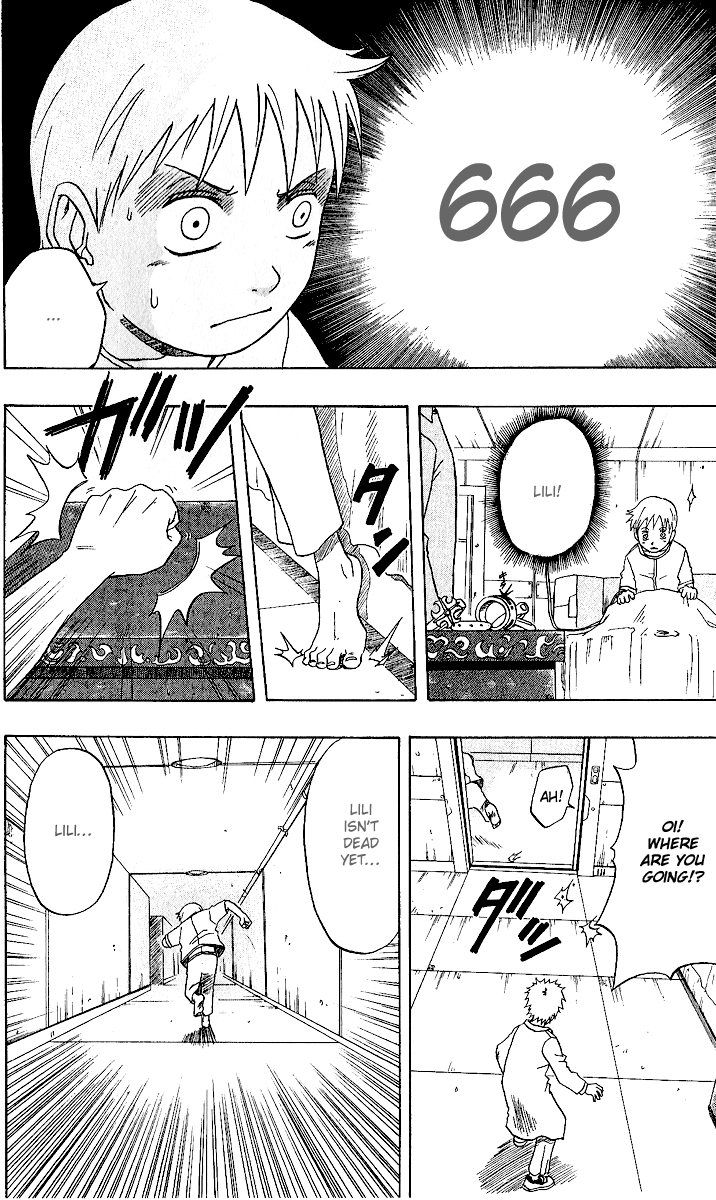 666
...
LILI!
タン
ガッ
OI!
WHERE
ARE YOU
GOING!?
AH!
ダッ
LILI
ISN'T
DEAD
YET...
LILI...